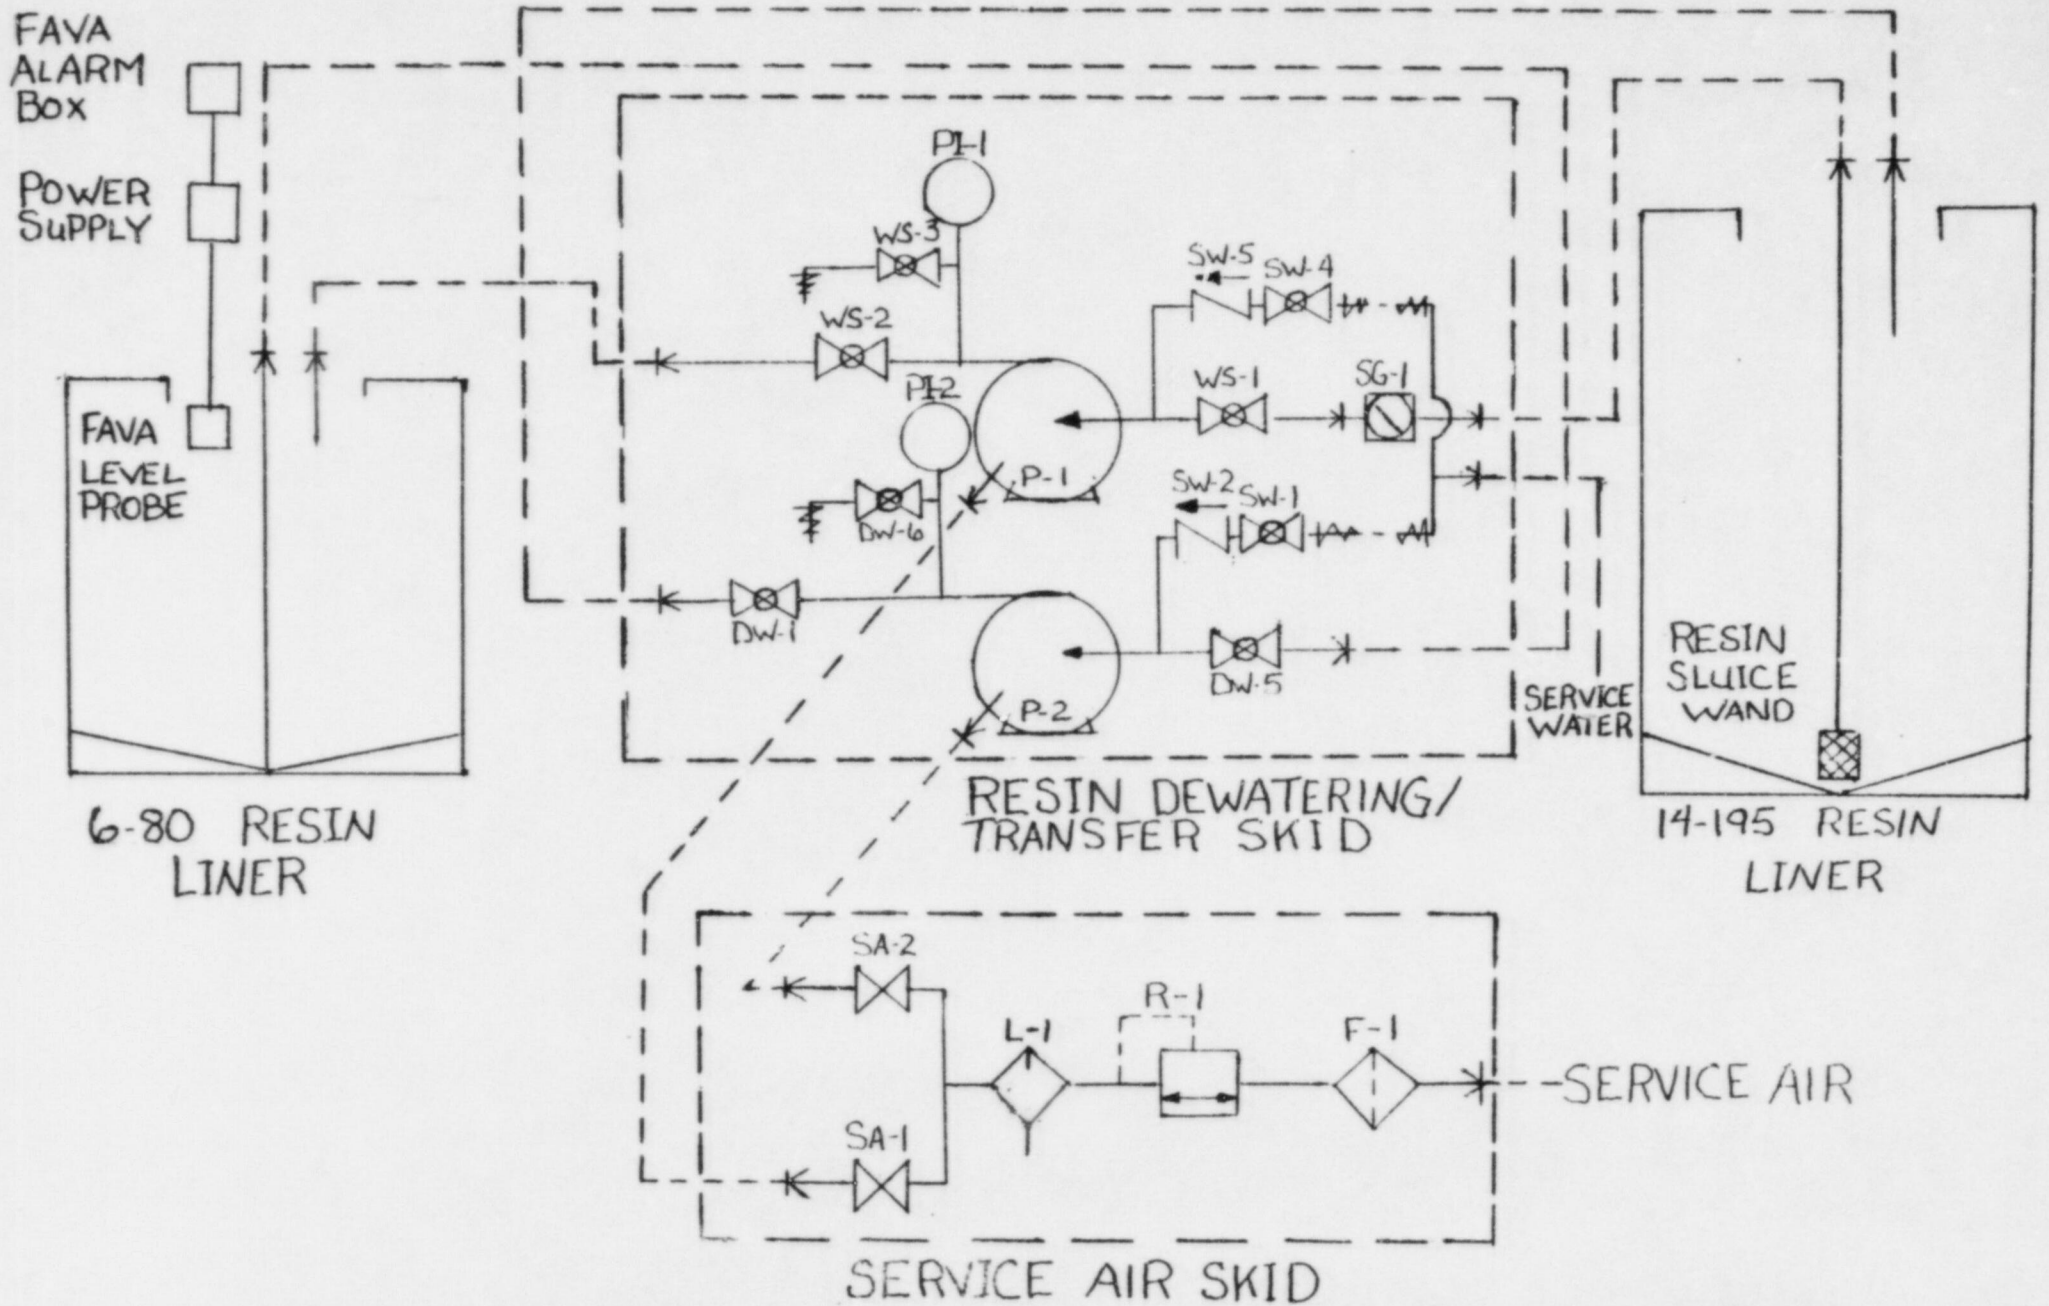 FAVA
ALARM
BOX
POWER
SUPPLY
FAVA
LEVEL
PROBE
6-80 RESIN
LINER
PI-1
WS-3
WS-2
PI-2
DW-6
DW-1
P-1
P-2
SW-5
SW-4
WS-1
SG-1
SW-2
SW-1
DW-5
SERVICE
WATER
RESIN
SLUICE
WAND
14-195 RESIN
LINER
RESIN DEWATERING/
TRANSFER SKID
SA-2
SA-1
L-1
R-1
F-1
SERVICE AIR
SERVICE AIR SKID